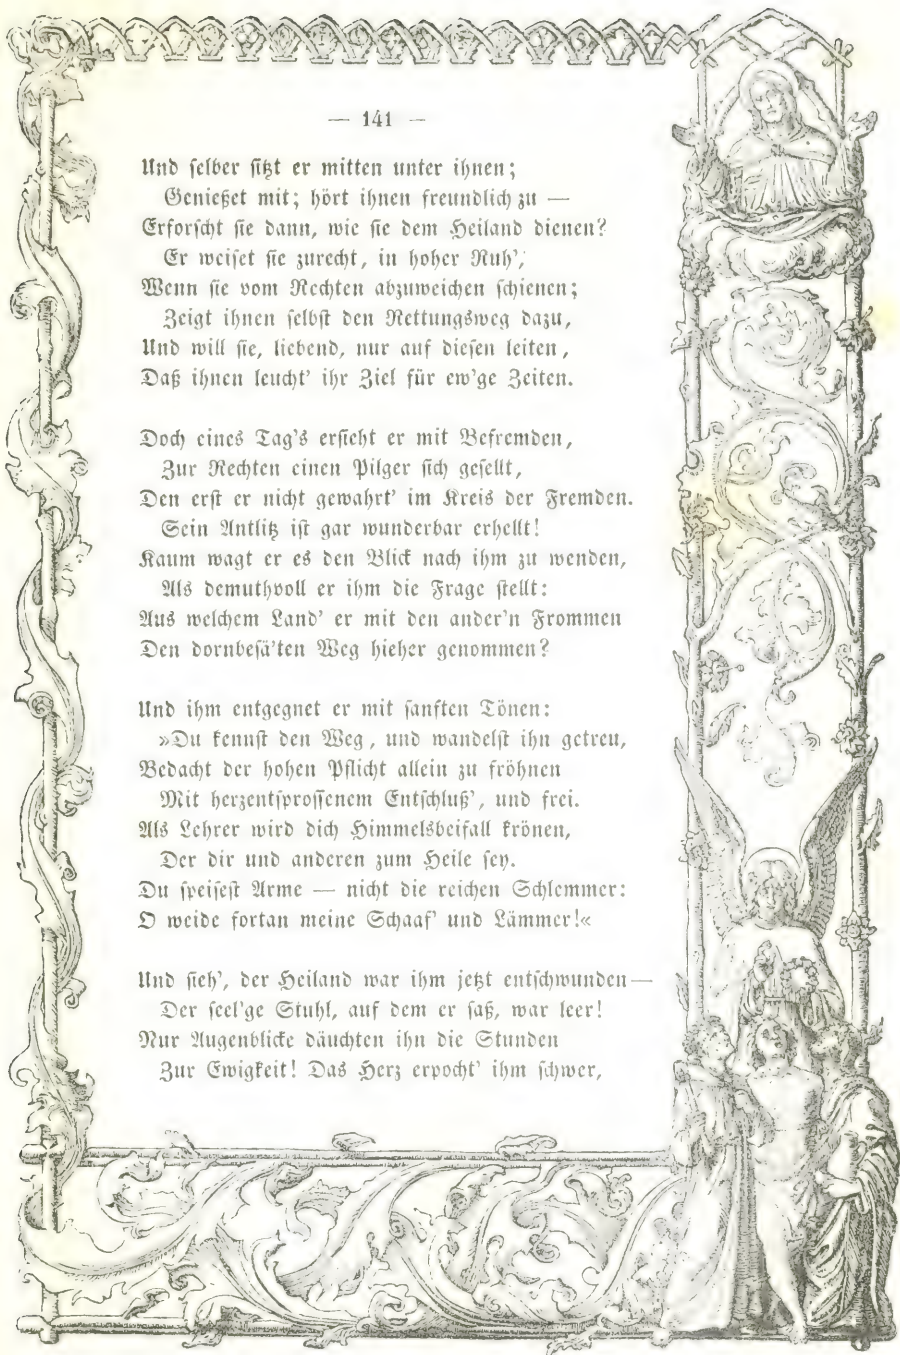 — 141 —
Und selber sitzt er mitten unter ihnen;
Genießet mit; hört ihnen freundlich zu —
Erforscht sie dann, wie sie dem Heiland dienen?
Er weiset sie zurecht, in hoher Ruh',
Wenn sie vom Rechten abzuweichen schienen;
Zeigt ihnen selbst den Rettungsweg dazu,
Und will sie, liebend, nur auf diesen leiten,
Daß ihnen leucht' ihr Ziel für ew'ge Zeiten.
Doch eines Tag's ersieht er mit Befremden,
Zur Rechten einen Pilger sich gesellt,
Den erst er nicht gewahrt' im Kreis der Fremden.
Sein Antlitz ist gar wunderbar erhellt!
Kaum wagt er es den Blick nach ihm zu wenden,
Als demuthvoll er ihm die Frage stellt:
Aus welchem Land' er mit den ander'n Frommen
Den dornbesä'ten Weg hieher genommen?
Und ihm entgegnet er mit sanften Tönen:
»Du kennst den Weg, und wandelst ihn getreu,
Bedacht der hohen Pflicht allein zu fröhnen
Mit herzentsprossenem Entschluß', und frei.
Als Lehrer wird dich Himmelsbeifall krönen,
Der dir und anderen zum Heile sey.
Du speisest Arme — nicht die reichen Schlemmer:
O weide fortan meine Schaaf' und Lämmer!«
Und sieh', der Heiland war ihm jetzt entschwunden —
Der seel'ge Stuhl, auf dem er saß, war leer!
Nur Augenblicke däuchten ihn die Stunden
Zur Ewigkeit! Das Herz erpocht' ihm schwer,